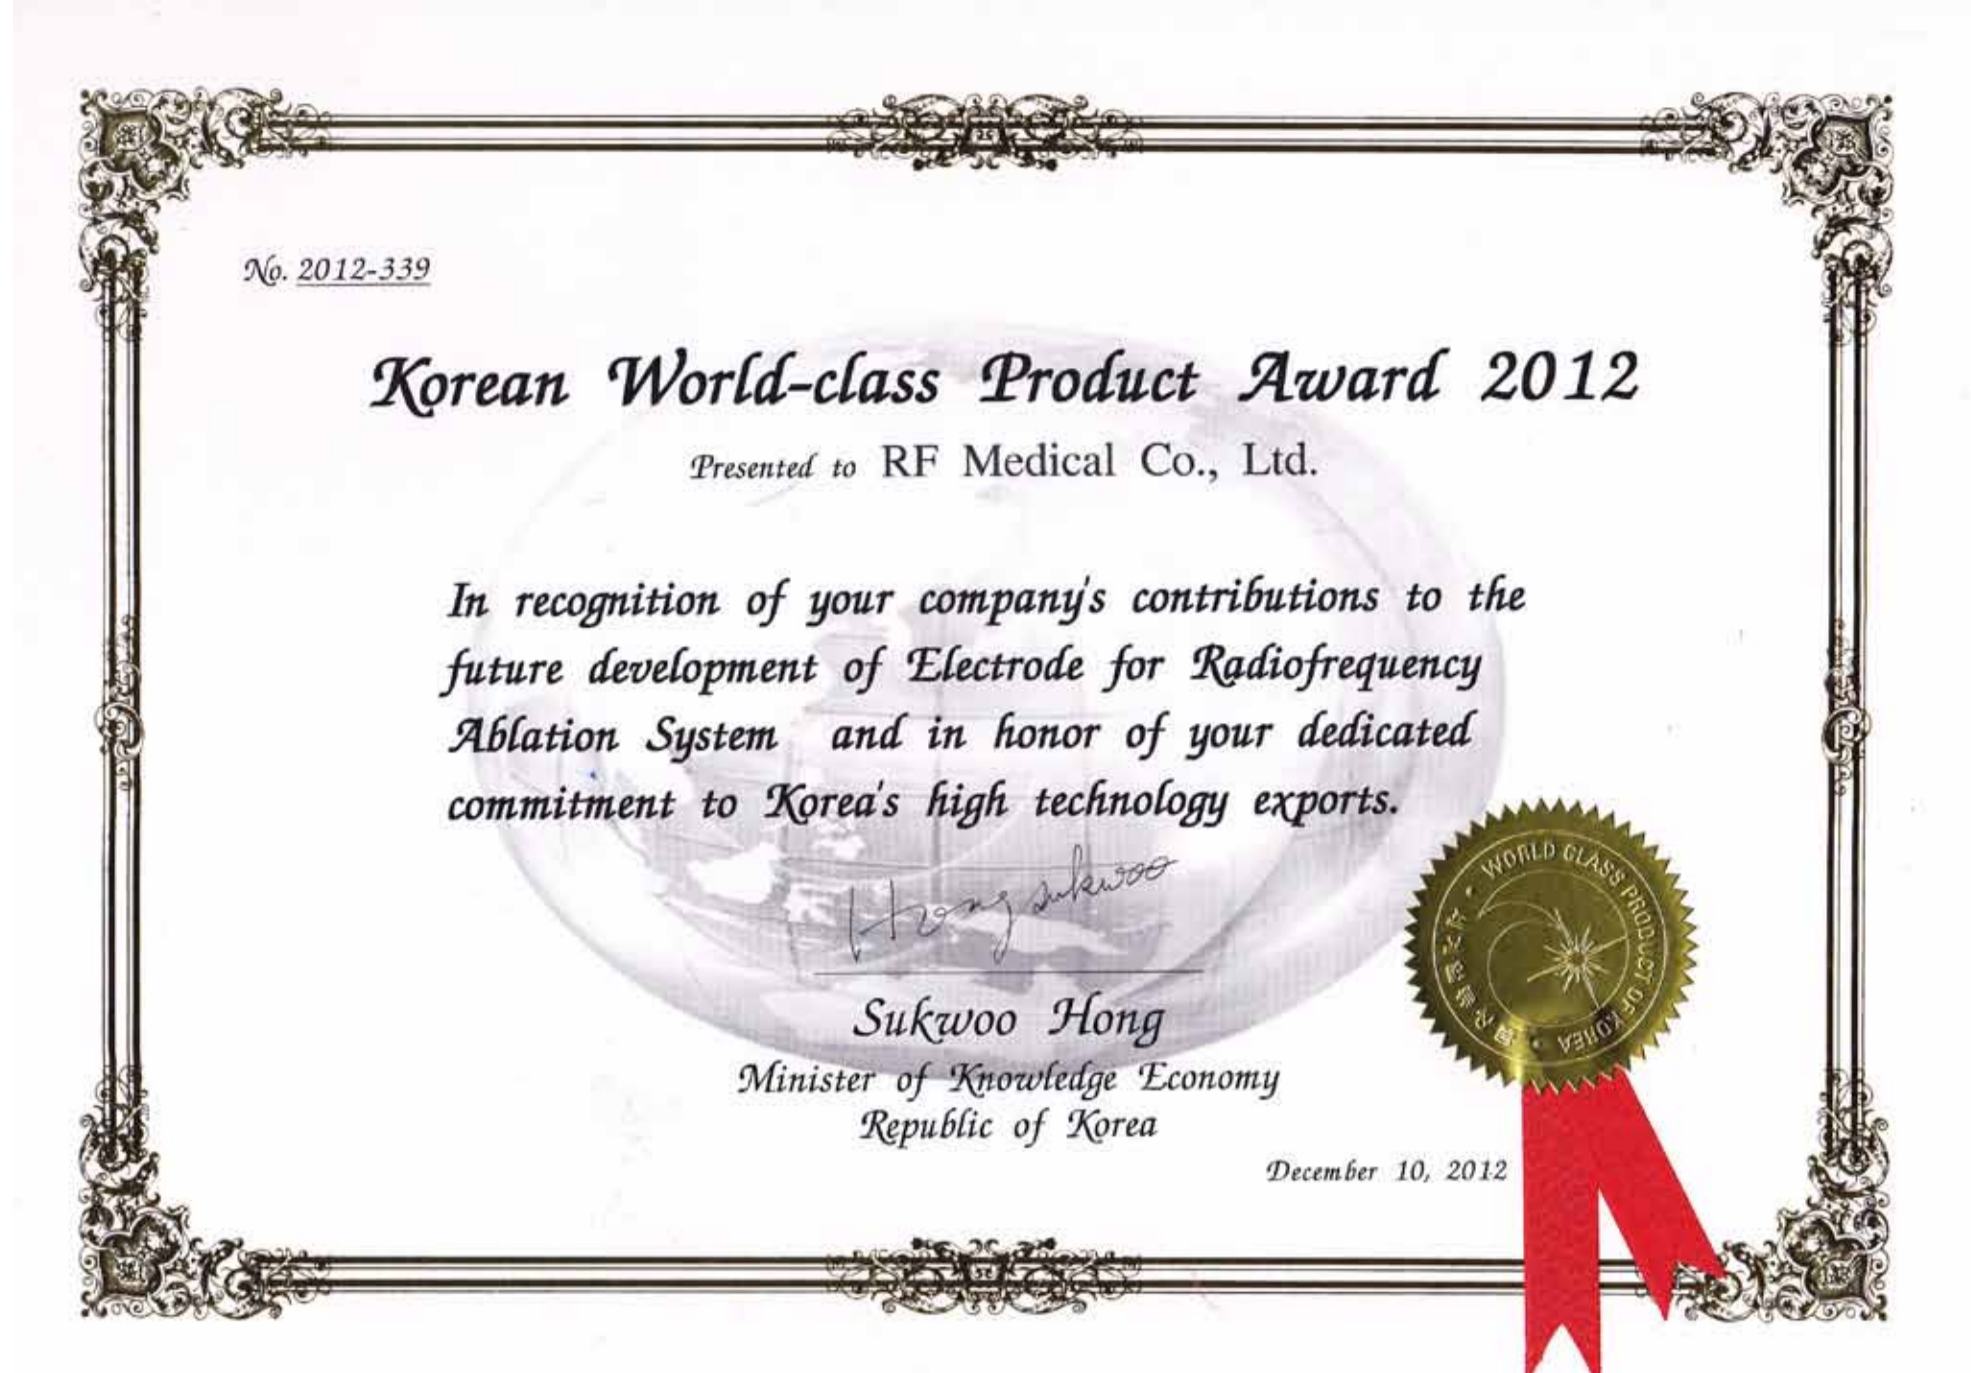 No. 2012-339
Korean World-class Product Award 2012
Presented to RF Medical Co., Ltd.
In recognition of your company's contributions to the
future development of Electrode for Radiofrequency
Ablation System and in honor of your dedicated
commitment to Korea's high technology exports.
Hong sukwoo
Sukwoo Hong
Minister of Knowledge Economy
Republic of Korea
December 10, 2012
WORLD CLASS PRODUCT OF KOREA